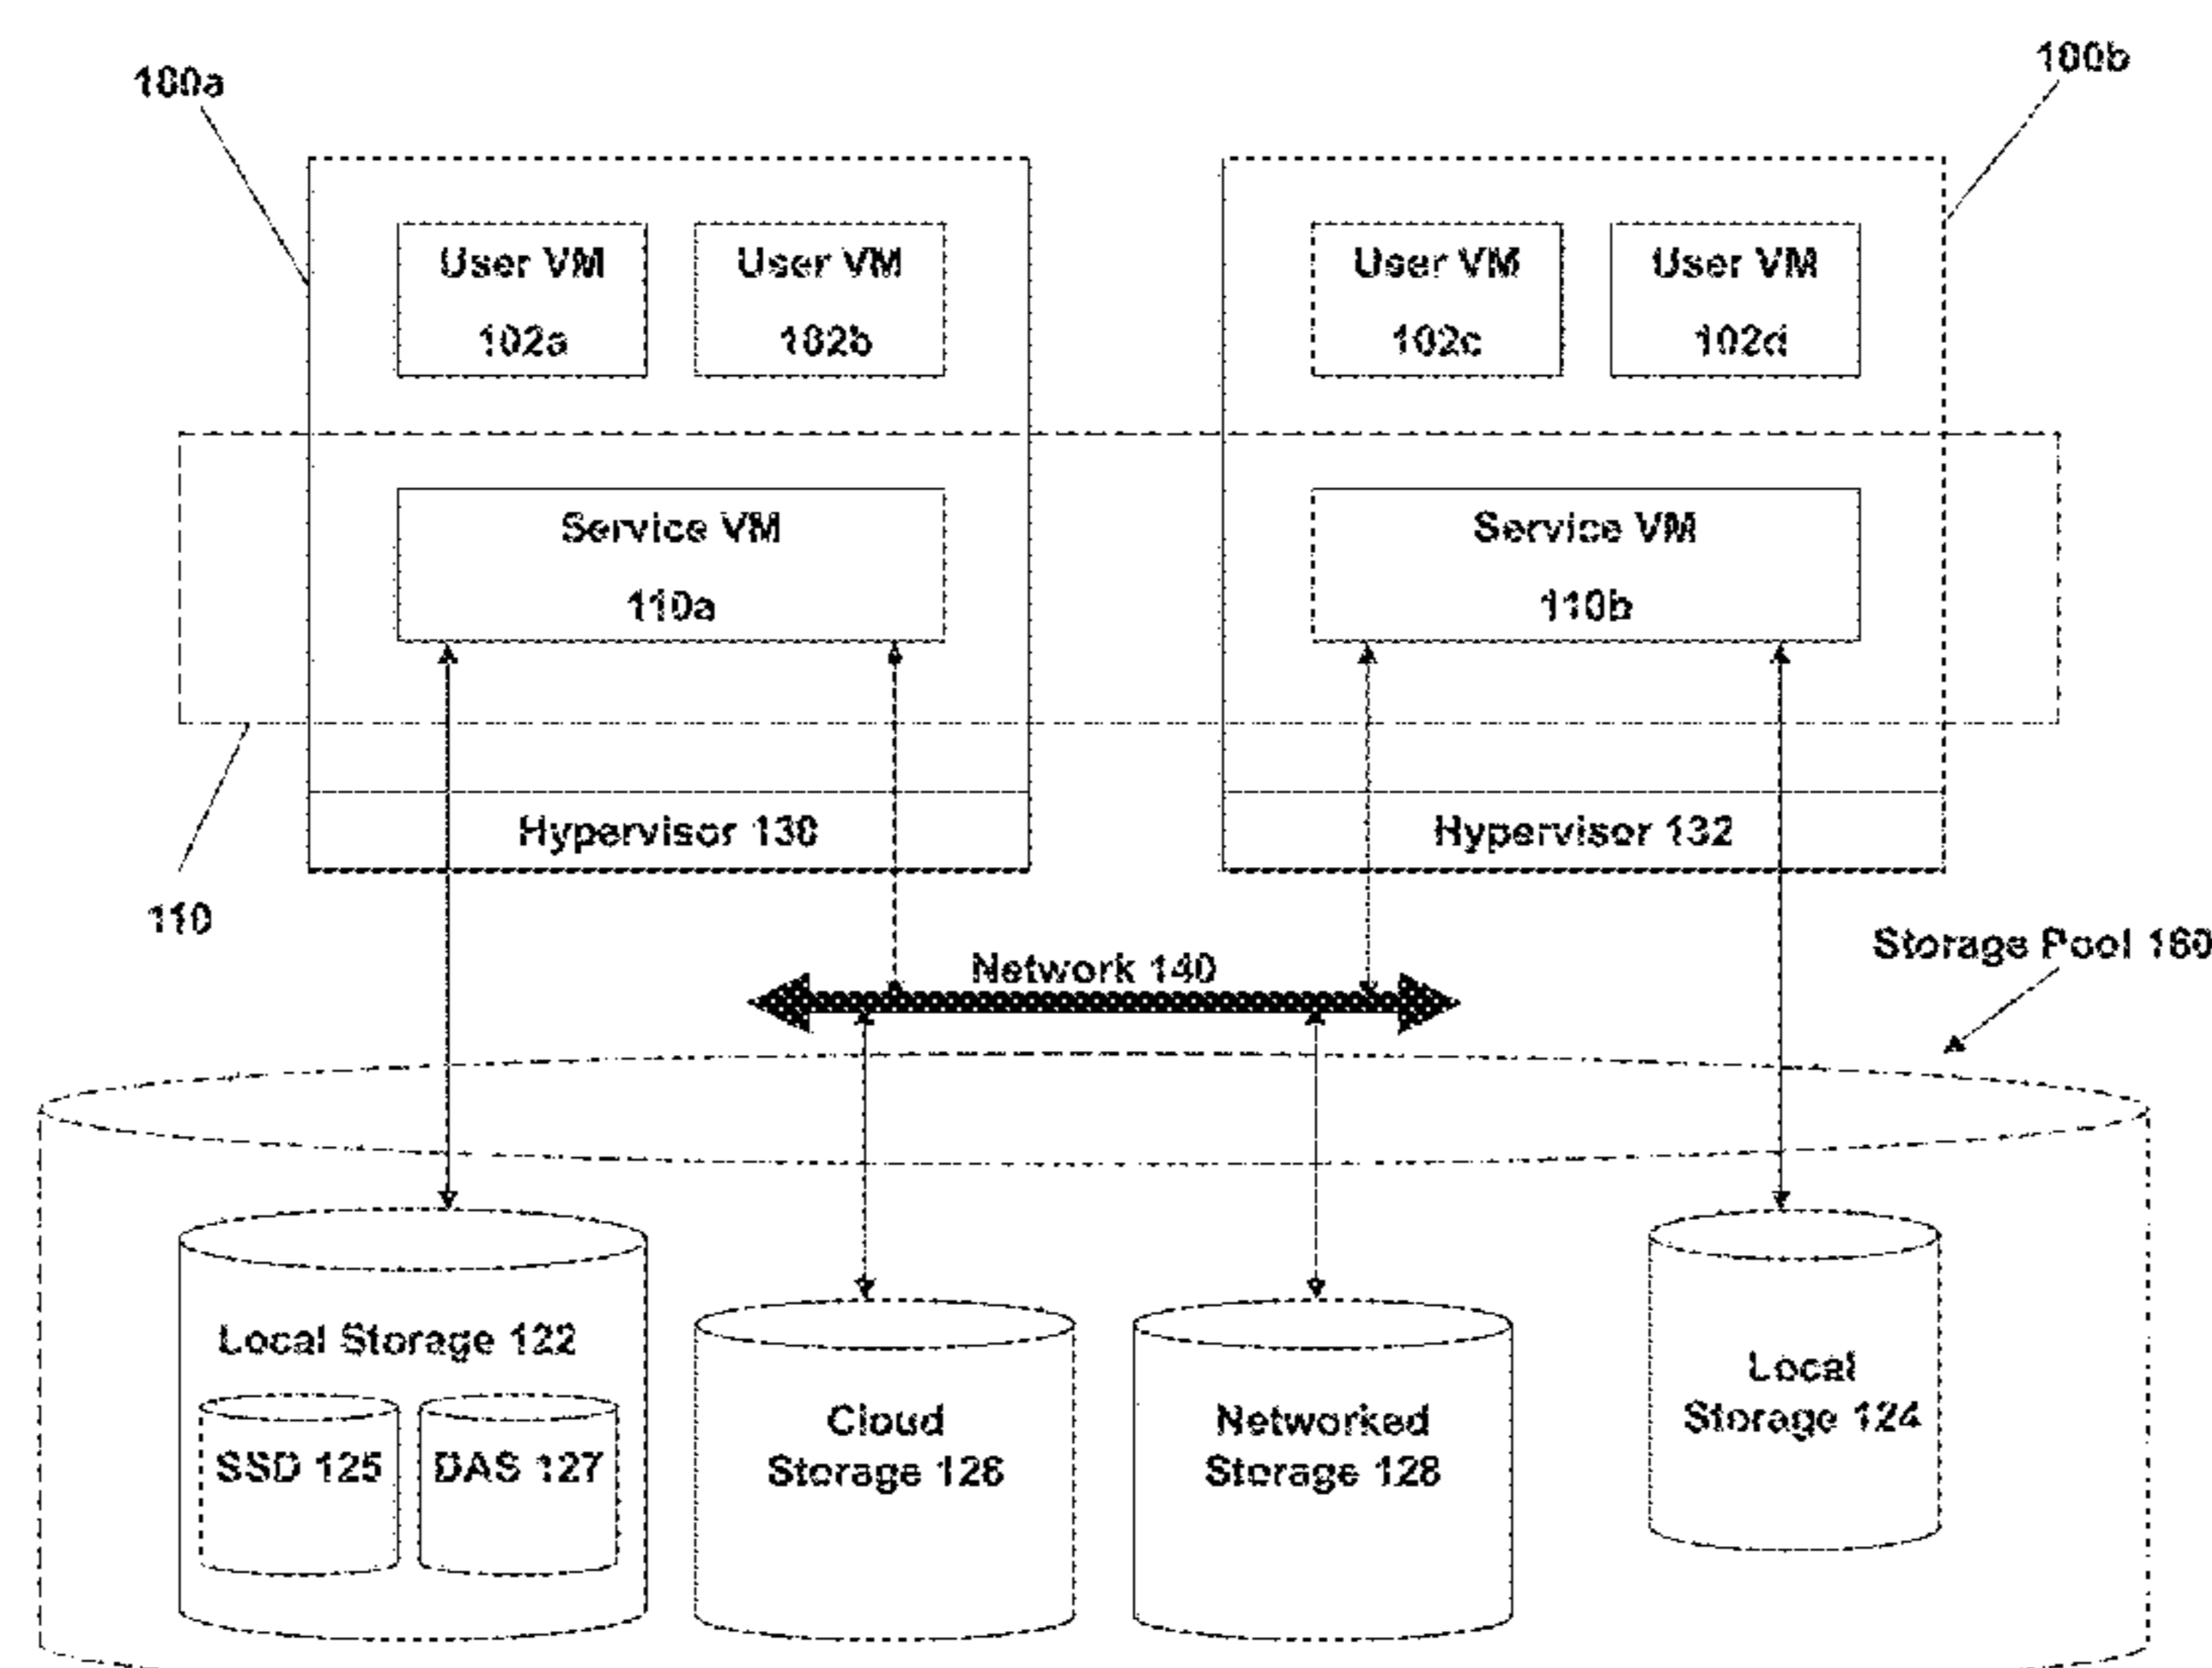 100a
100b
User VM
102a
User VM
102b
User VM
102c
User VM
102d
Service VM
110a
Service VM
110b
Hypervisor 130
Hypervisor 132
110
Storage Pool 160
Network 140
Local Storage 122
SSD 125
DAS 127
Cloud
Storage 126
Networked
Storage 128
Local
Storage 124